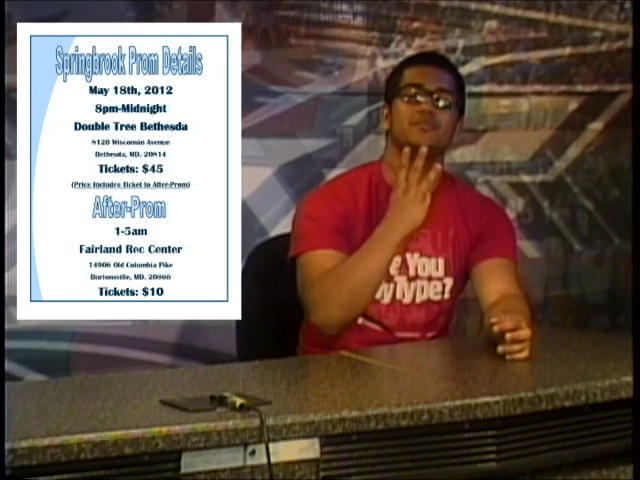 Springbrook Prom Details
May 18th, 2012
8pm-Midnight
Double Tree Bethesda
8120 Wisconsin Avenue
Bethesda, MD. 20814
Tickets: $45
(Price Includes Ticket to After-Prom)
After-Prom
1-5am
Fairland Rec Center
14906 Old Columbia Pike
Burtonsville, MD. 20866
Tickets: $10
e You
yType?